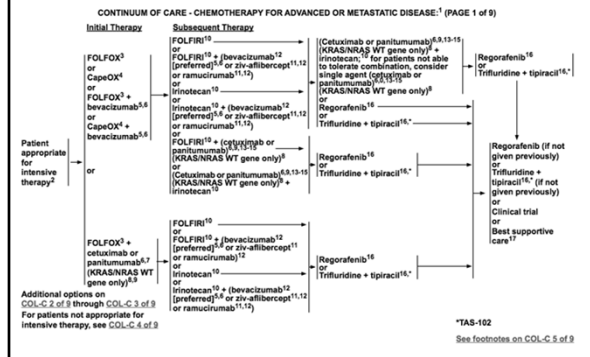 CONTINUUM OF CARE - CHEMOTHERAPY FOR ADVANCED OR METASTATIC DISEASE:1 (PAGE 1 of 9)
Initial Therapy
Subsequent Therapy
Patient
appropriate
for
intensive
therapy2
FOLFOX3
or
CapeOX4
or
FOLFOX3 +
bevacizumab5,6
or
CapeOX4 +
bevacizumab5,6
or
FOLFOX3 +
cetuximab or
panitumumab6,7
(KRAS/NRAS WT
gene only)8,9
FOLFIRI10
or
FOLFIRI10 + (bevacizumab12
[preferred]5,6 or ziv-aflibercept11,12
or ramucirumab11,12)
or
Irinotecan10
or
Irinotecan10 + (bevacizumab12
[preferred]5,6 or ziv-aflibercept11,12
or ramucirumab11,12)
or
FOLFIRI10 + (cetuximab or
panitumumab)6,9,13-15
(KRAS/NRAS WT gene only)8
or
(Cetuximab or panitumumab)6,9,13-15
(KRAS/NRAS WT gene only)8 +
irinotecan10
(Cetuximab or panitumumab)6,9,13-15
(KRAS/NRAS WT gene only)8 +
irinotecan;10 for patients not able
to tolerate combination, consider
single agent (cetuximab or
panitumumab)6,9,13-15
(KRAS/NRAS WT gene only)8
or
Regorafenib16
or
Trifluridine + tipiracil16,*
Regorafenib16
or
Trifluridine + tipiracil16,*
Regorafenib16
or
Trifluridine + tipiracil16,*
FOLFIRI10
or
FOLFIRI10 + (bevacizumab
[preferred]5,6 or ziv-aflibercept11
or ramucirumab)12
or
Irinotecan10
or
Irinotecan10 + (bevacizumab12
[preferred]5,6 or ziv-aflibercept11,12
or ramucirumab11,12)
Regorafenib16
or
Trifluridine + tipiracil16,*
Regorafenib (if not
given previously)
or
Trifluridine +
tipiracil16,* (if not
given previously)
or
Clinical trial
or
Best supportive
care17
Additional options on
COL-C 2 of 9 through COL-C 3 of 9
For patients not appropriate for
intensive therapy, see COL-C 4 of 9
*TAS-102
See footnotes on COL-C 5 of 9